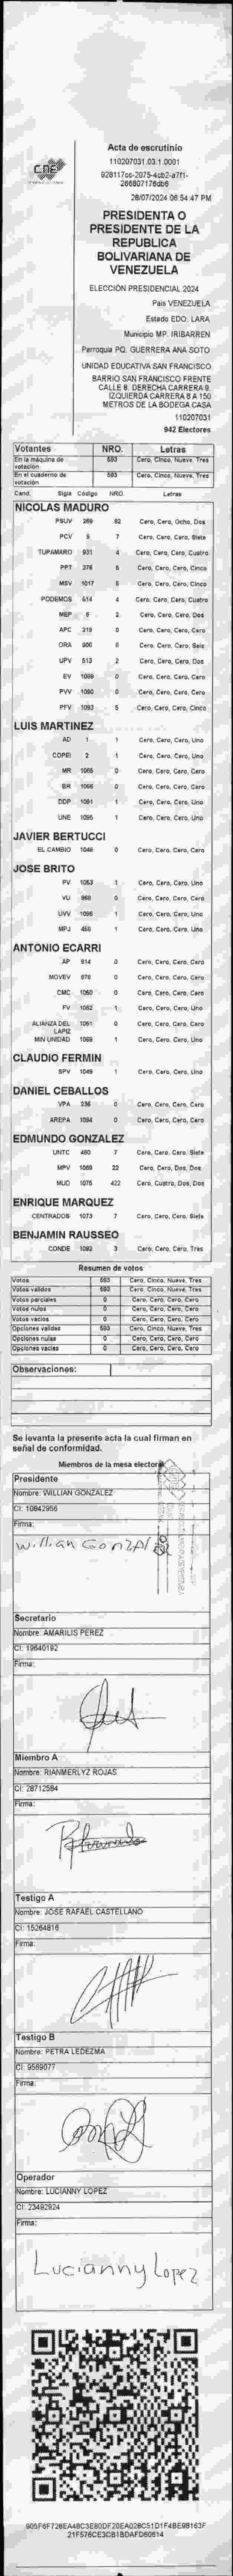 CNE
Acta de escrutinio
110207031.03.1.0001
28/07/2024 06:54:47 PM
PRESIDENTA O
PRESIDENTE DE LA
REPUBLICA
BOLIVARIANA DE
VENEZUELA
ELECCIÓN PRESIDENCIAL 2024
Pais VENEZUELA
Estado EDO. LARA
Municipio MP. IRIBARREN
Parroquia PQ. GUERRERA ANA SOTO
UNIDAD EDUCATIVA SAN FRANCISCO
BARRIO SAN FRANCISCO FRENTE
CALLE 8. DERECHA CARRERA 9.
IZQUIERDA CARRERA 8 A 150
METROS DE LA BODEGA CASA
110207031
942 Electores
Votantes NRO. Letras
En la máquina de votación 593 Cero, Cinco, Nueve, Tres
En el cuaderno de votación 593 Cero, Cinco, Nueve, Tres
Cand. Sigla Código NRO. Letras
NICOLAS MADURO
PSUV 269 82 Cero, Cero, Ocho, Dos
PCV 9 7 Cero, Cero, Cero, Siete
TUPAMARO 931 4 Cero, Cero, Cero, Cuatro
PPT 376 5 Cero, Cero, Cero, Cinco
MSV 1017 5 Cero, Cero, Cero, Cinco
PODEMOS 514 4 Cero, Cero, Cero, Cuatro
MEP 6 2 Cero, Cero, Cero, Dos
APC 219 0 Cero, Cero, Cero, Cero
ORA 906 6 Cero, Cero, Cero, Seis
UPV 513 2 Cero, Cero, Cero, Dos
EV 1089 0 Cero, Cero, Cero, Cero
PVV 1090 0 Cero, Cero, Cero, Cero
PFV 1093 5 Cero, Cero, Cero, Cinco
LUIS MARTINEZ
AD 1 1 Cero, Cero, Cero, Uno
COPEI 2 1 Cero, Cero, Cero, Uno
MR 1065 0 Cero, Cero, Cero, Cero
BR 1066 0 Cero, Cero, Cero, Cero
DDP 1091 1 Cero, Cero, Cero, Uno
UNE 1095 1 Cero, Cero, Cero, Uno
JAVIER BERTUCCI
EL CAMBIO 1048 0 Cero, Cero, Cero, Cero
JOSE BRITO
PV 1053 1 Cero, Cero, Cero, Uno
VU 968 0 Cero, Cero, Cero, Cero
UVV 1096 1 Cero, Cero, Cero, Uno
MPJ 458 1 Cero, Cero, Cero, Uno
ANTONIO ECARRI
AP 914 0 Cero, Cero, Cero, Cero
MOVEV 978 0 Cero, Cero, Cero, Cero
CMC 1060 0 Cero, Cero, Cero, Cero
FV 1062 1 Cero, Cero, Cero, Uno
ALIANZA DEL LAPIZ 1061 0 Cero, Cero, Cero, Cero
MIN UNIDAD 1069 1 Cero, Cero, Cero, Uno
CLAUDIO FERMIN
SPV 1049 1 Cero, Cero, Cero, Uno
DANIEL CEBALLOS
VPA 236 0 Cero, Cero, Cero, Cero
AREPA 1094 0 Cero, Cero, Cero, Cero
EDMUNDO GONZALEZ
UNTC 460 7 Cero, Cero, Cero, Siete
MPV 1069 22 Cero, Cero, Dos, Dos
MUD 1075 422 Cero, Cuatro, Dos, Dos
ENRIQUE MARQUEZ
CENTRADOS 1073 7 Cero, Cero, Cero, Siete
BENJAMIN RAUSSEO
CONDE 1092 3 Cero, Cero, Cero, Tres
Resumen de votos
Votos 593 Cero, Cinco, Nueve, Tres
Votos validos 593 Cero, Cinco, Nueve, Tres
Votos parciales 0 Cero, Cero, Cero, Cero
Votos nulos 0 Cero, Cero, Cero, Cero
Votos vacios 0 Cero, Cero, Cero, Cero
Opciones validas 593 Cero, Cinco, Nueve, Tres
Opciones nulas 0 Cero, Cero, Cero, Cero
Opciones vacias 0 Cero, Cero, Cero, Cero
Observaciones:
Se levanta la presente acta la cual firman en
señal de conformidad.
Miembros de la mesa electoral
Presidente
Nombre: WILLIAN GONZALEZ
CI: 10842956
Firma:
Willian Gonzalez
Secretario
Nombre: AMARILIS PEREZ
CI: 19640192
Firma:
Miembro A
Nombre: RIANMERLYZ ROJAS
CI: 28712584
Firma:
Testigo A
Nombre: JOSE RAFAEL CASTELLANO
CI: 15264816
Firma:
Testigo B
Nombre: PETRA LEDEZMA
CI: 9569077
Firma:
Operador
Nombre: LUCIANNY LOPEZ
CI: 23492924
Firma:
Lucianny Lopez